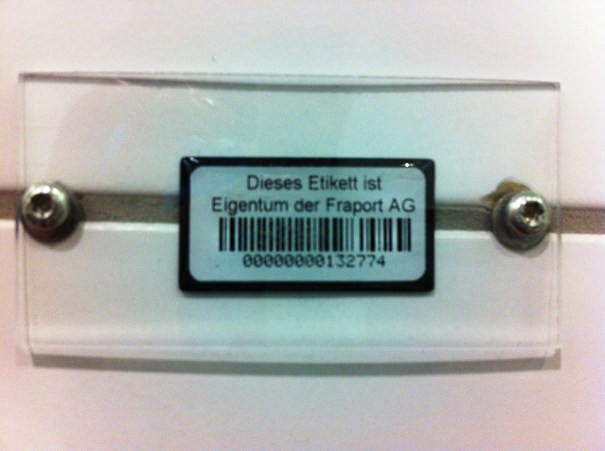 Dieses Etikett ist
Eigentum der Fraport AG
00000000132774